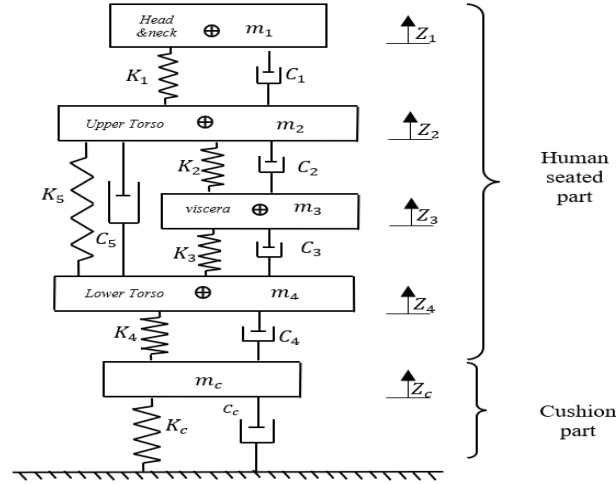 Head
&neck
m1
Z1
K1
C1
Upper Torso
m2
Z2
K2
C2
K5
C5
viscera
m3
Z3
K3
C3
Lower Torso
m4
Z4
K4
C4
mc
Zc
Kc
cc
Human
seated
part
Cushion
part